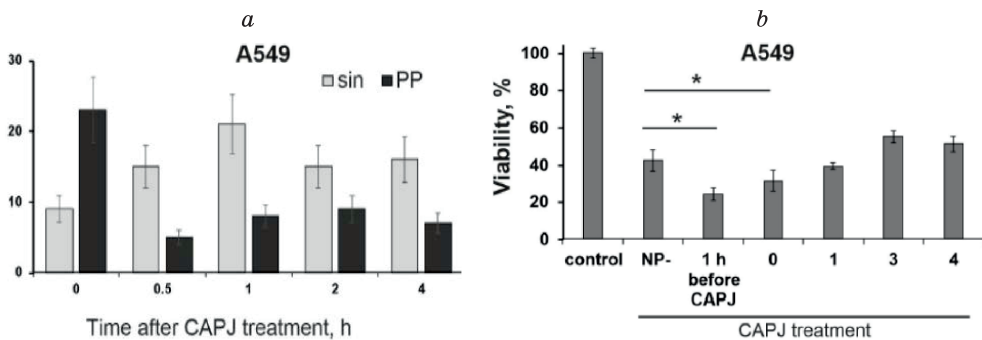 a
A549
30
20
10
0
sin PP
0 0.5 1 2 4
Time after CAPJ treatment, h
b
A549
Viability, %
100
80
60
40
20
0
*
*
control NP- 1 h 0 1 3 4
before
CAPJ
CAPJ treatment